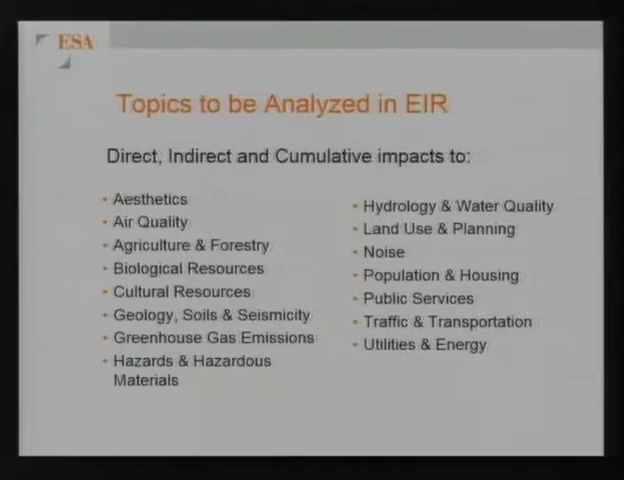 ESA
Topics to be Analyzed in EIR
Direct, Indirect and Cumulative impacts to:
• Aesthetics
• Air Quality
• Agriculture & Forestry
• Biological Resources
• Cultural Resources
• Geology, Soils & Seismicity
• Greenhouse Gas Emissions
• Hazards & Hazardous
Materials
• Hydrology & Water Quality
• Land Use & Planning
• Noise
• Population & Housing
• Public Services
• Traffic & Transportation
• Utilities & Energy